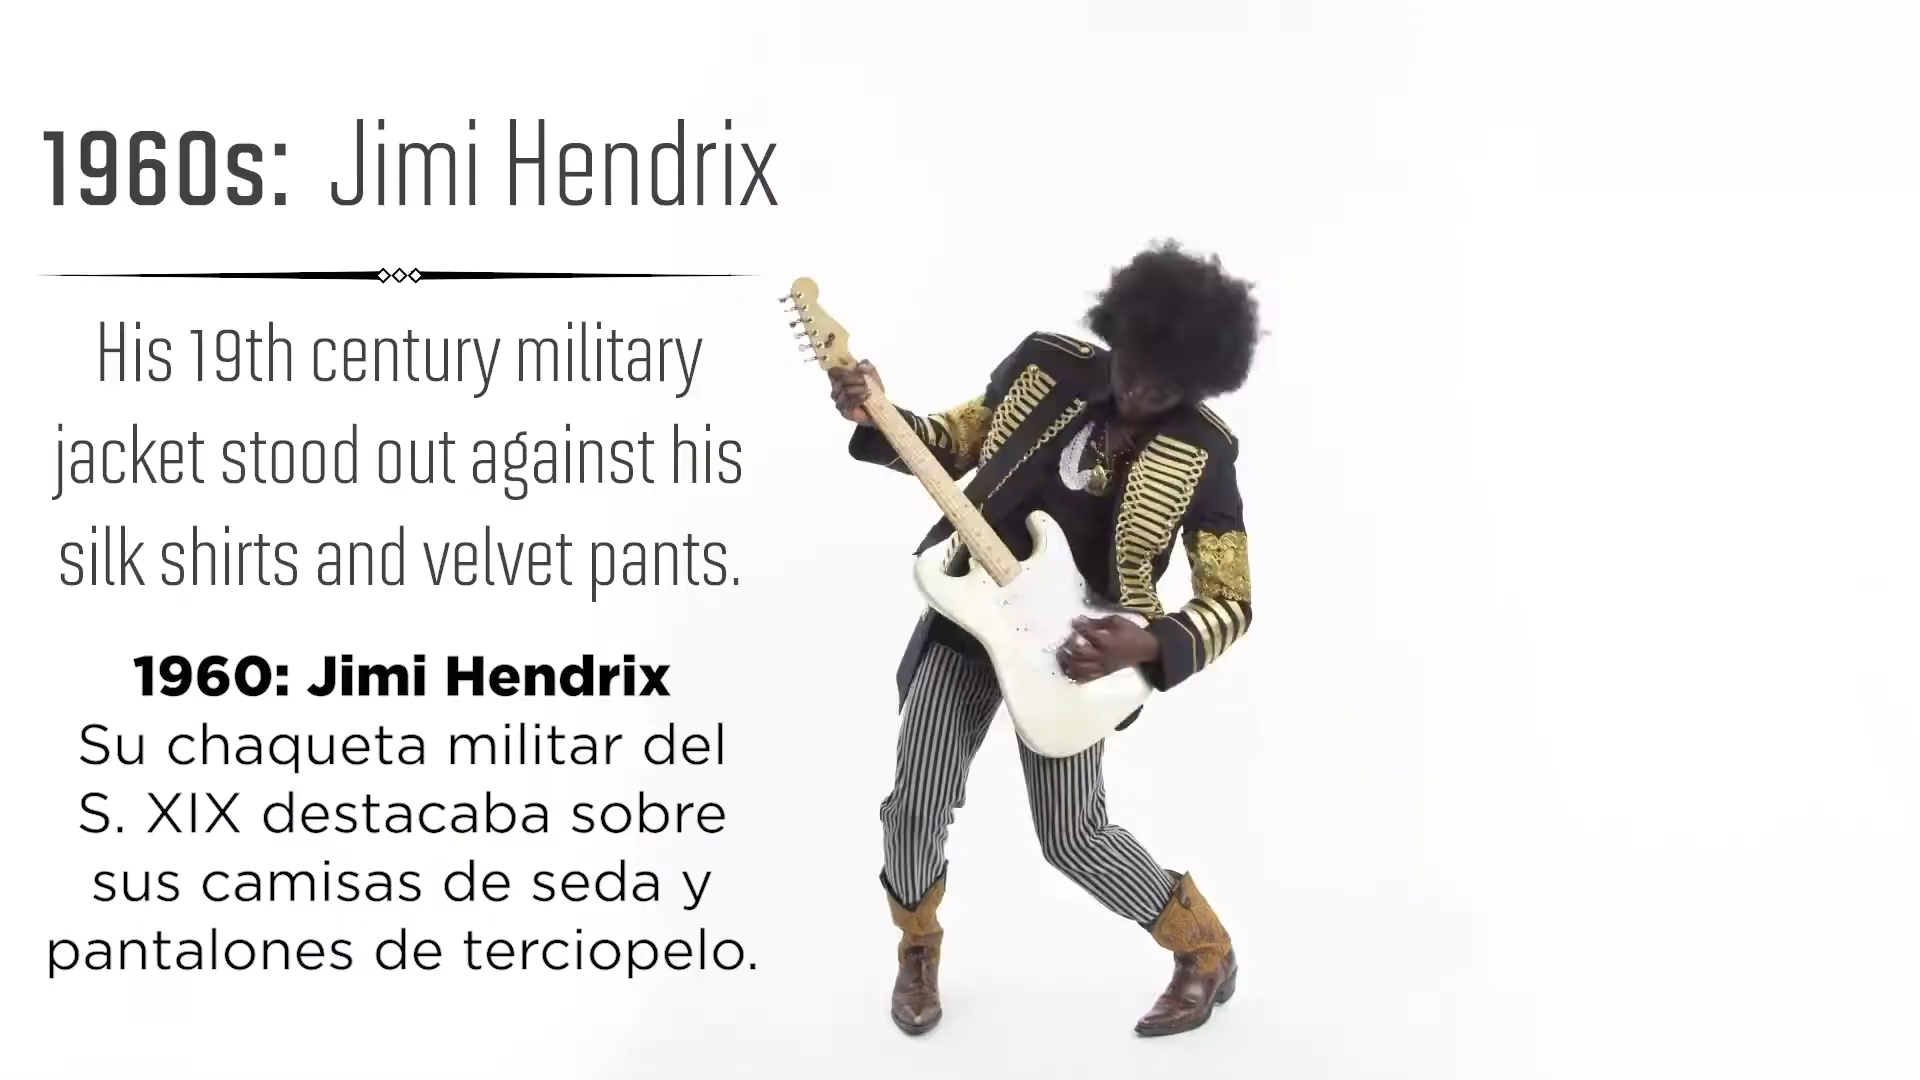 1960s: Jimi Hendrix
His 19th century military
jacket stood out against his
silk shirts and velvet pants.
1960: Jimi Hendrix
Su chaqueta militar del
S. XIX destacaba sobre
sus camisas de seda y
pantalones de terciopelo.